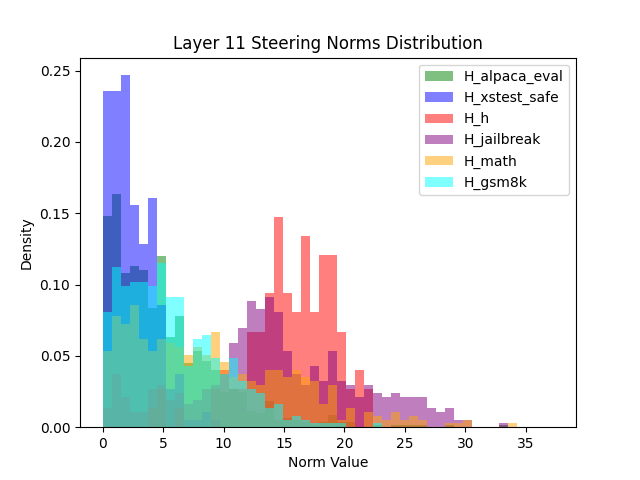 Layer 11 Steering Norms Distribution
H_alpaca_eval
H_xstest_safe
H_h
H_jailbreak
H_math
H_gsm8k
Density
0.25
0.20
0.15
0.10
0.05
0.00
0 5 10 15 20 25 30 35
Norm Value